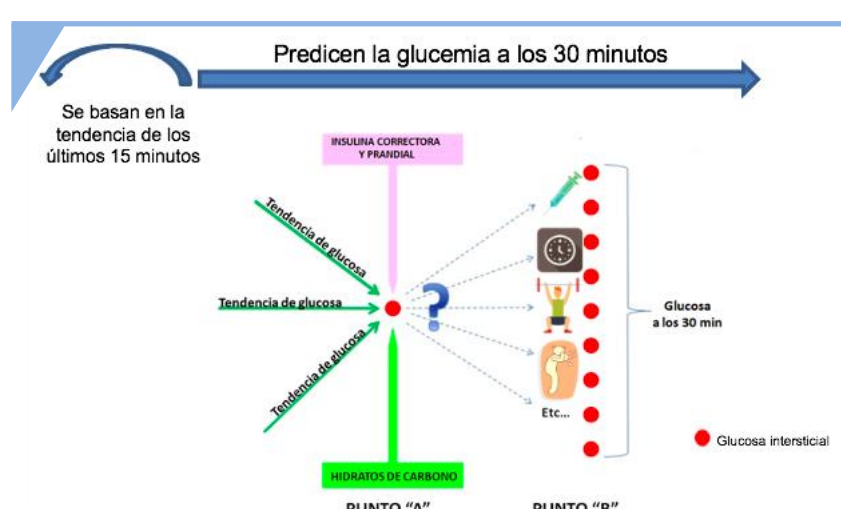 Predicen la glucemia a los 30 minutos
Se basan en la
tendencia de los
últimos 15 minutos
INSULINA CORRECTORA
Y PRANDIAL
Tendencia de glucosa
Tendencia de glucosa
Tendencia de glucosa
Glucosa
a los 30 min
Etc...
Glucosa intersticial
HIDRATOS DE CARBONO
PUNTO “A”
PUNTO “B”